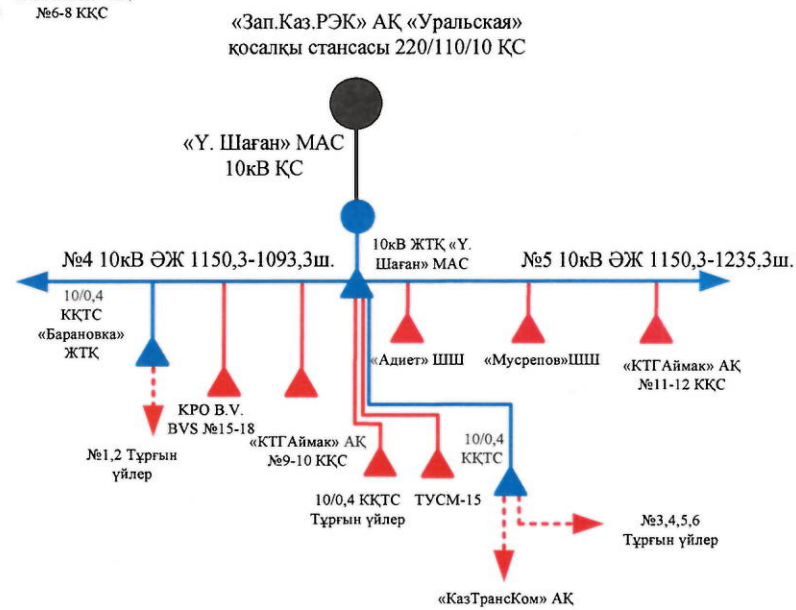 №6-8 ККС
«Зап.Каз.РЭК» АҚ «Уральская»
қосалқы стансасы 220/110/10 ҚС
«Ү. Шаған» МАС
10кВ ҚС
10кВ ЖТҚ «Ү.
Шаған» МАС
№4 10кВ ӘЖ 1150,3-1093,3ш.
№5 10кВ ӘЖ 1150,3-1235,3ш.
10/0,4
ККТС
«Барановка»
ЖТҚ
№1,2 Тұрғын
үйлер
KPO B.V.
BVS №15-18
«КТГАймак» АҚ
№9-10 ККС
«Адиет» ШШ
«Мусрепов»ШШ
«КТГАймак» АҚ
№11-12 ККС
10/0,4 ККТС
Тұрғын үйлер
ТУСМ-15
10/0,4
ККТС
№3,4,5,6
Тұрғын үйлер
«КазТрансКом» АҚ